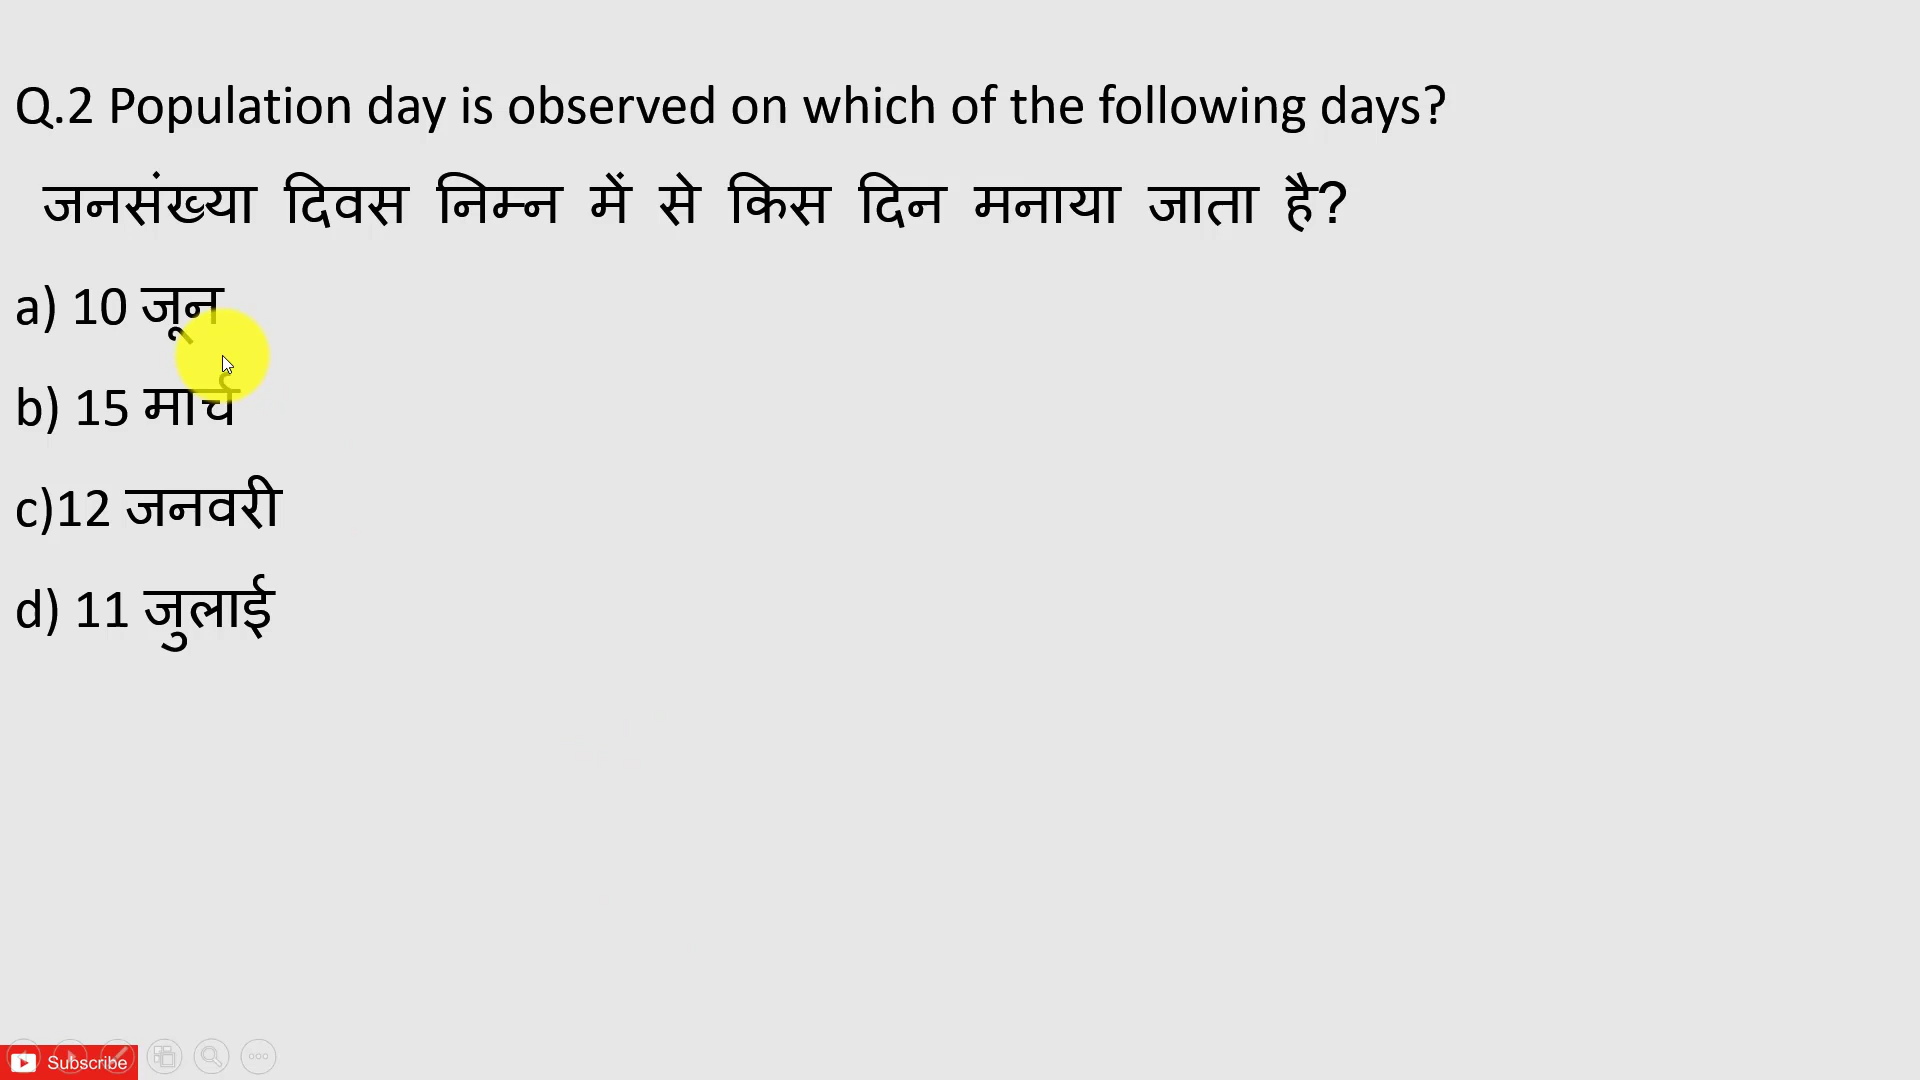 Q.2 Population day is observed on which of the following days?
जनसंख्या दिवस निम्न में से किस दिन मनाया जाता है?
a) 10 जून
b) 15 मार्च
c)12 जनवरी
d) 11 जुलाई
Subscribe